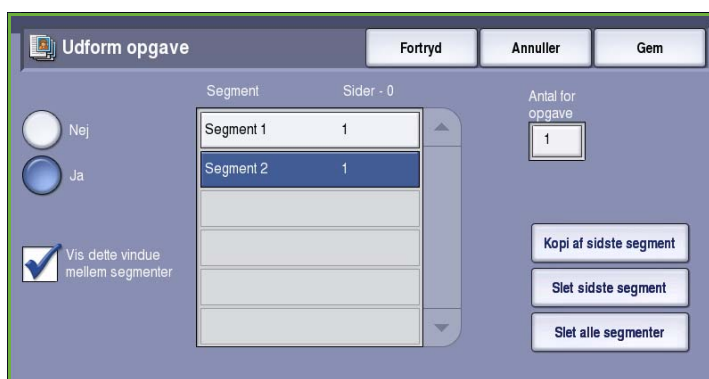 Udform opgave
Fortryd
Annuller
Gem
Segment Sider - 0
Antal for
opgave
Nej
Segment 1 1
1
Ja
Segment 2 1
Vis dette vindue
mellem segmenter
Kopi af sidste segment
Slet sidste segment
Slet alle segmenter